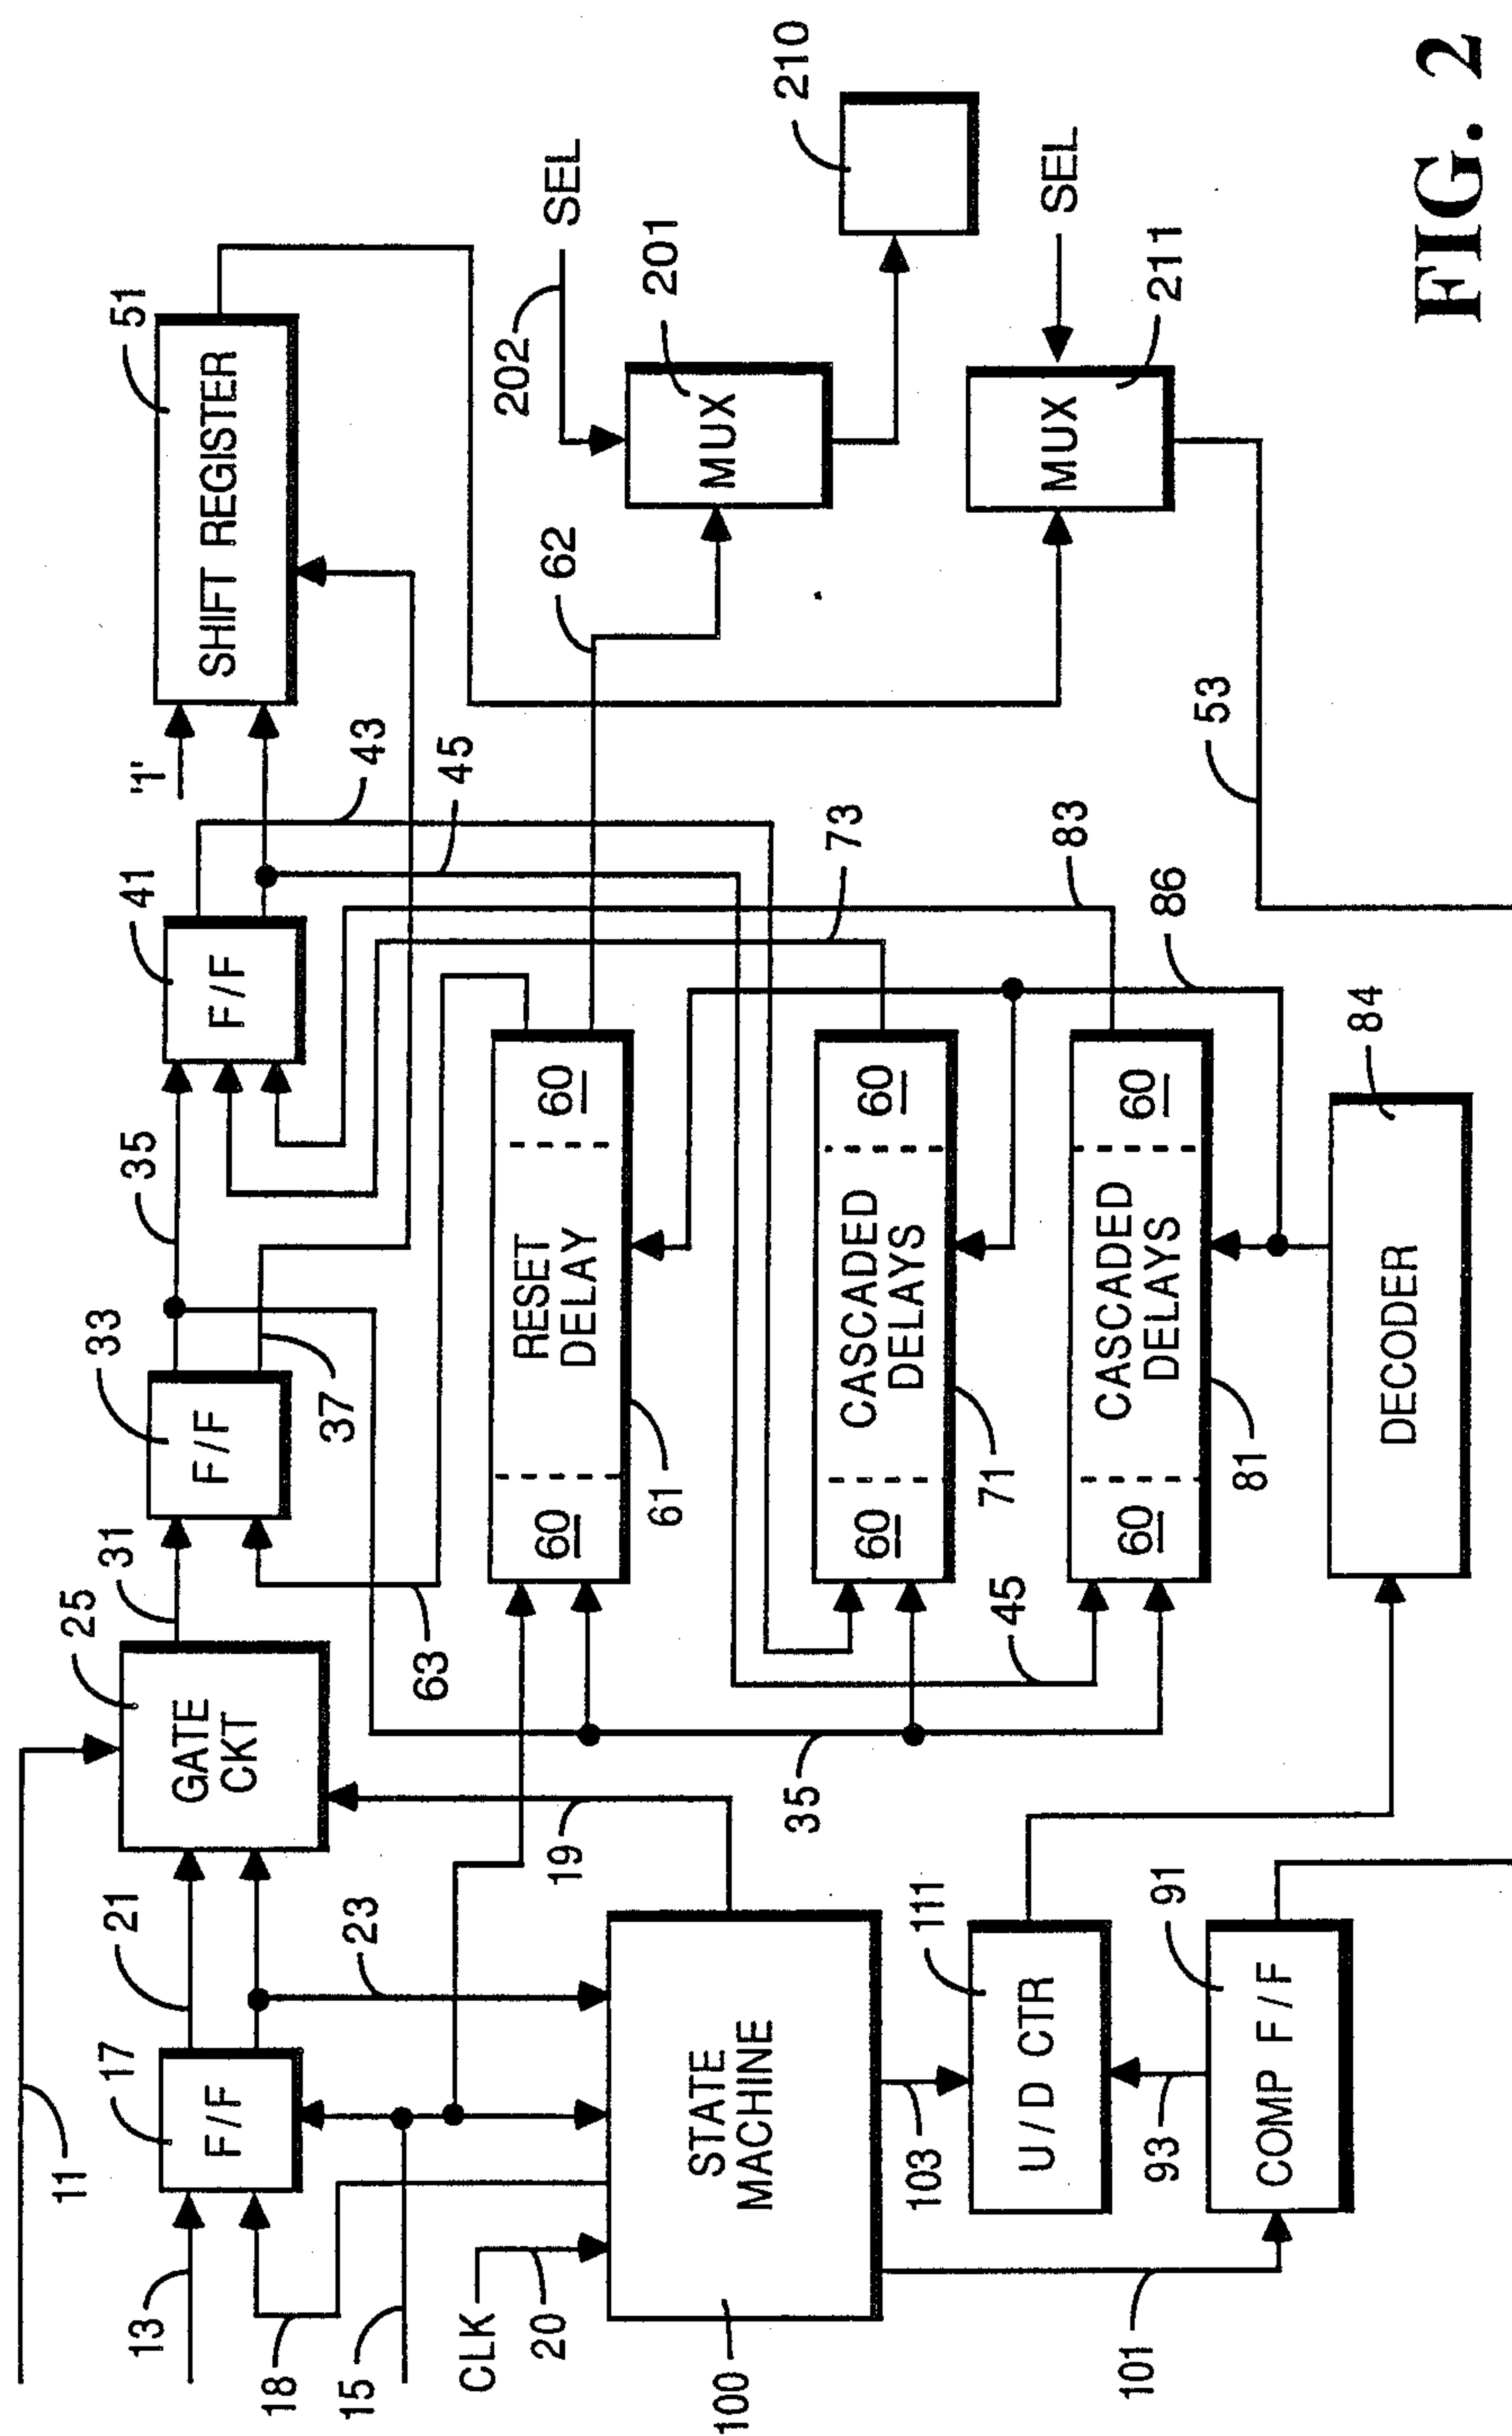 11
13
17
F/F
21
25
GATE
CKT
31
33
F/F
35
41
F/F
'1'
SHIFT REGISTER
51
18
15
23
37
43
CLK
20
19
63
45
STATE
MACHINE
100
60
RESET
DELAY
60
61
62
202
SEL
MUX
201
210
35
60
CASCADED
DELAYS
60
71
73
45
60
CASCADED
DELAYS
60
81
83
86
103
U/D CTR
111
93
COMP F/F
91
101
DECODER
84
MUX
211
SEL
53
FIG. 2